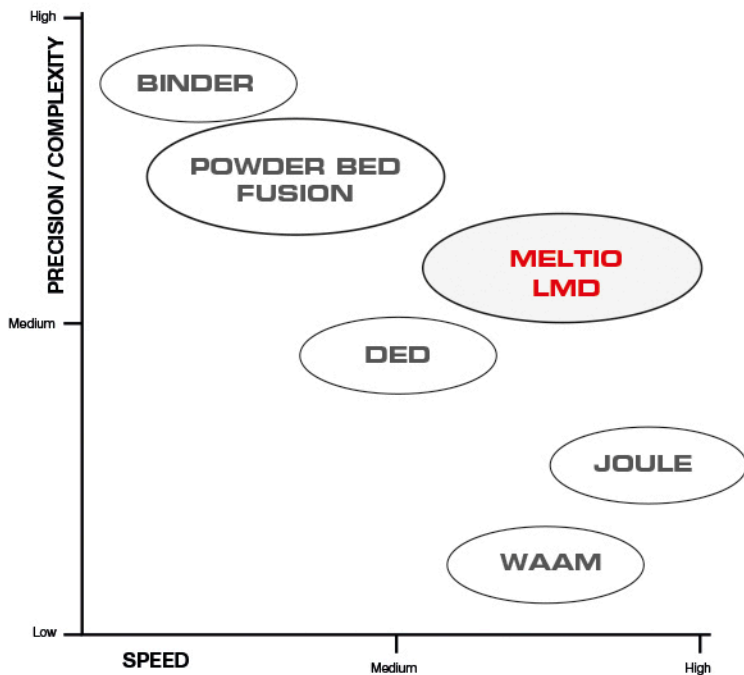 High
PRECISION / COMPLEXITY
BINDER
POWDER BED
FUSION
MELTIO
LMD
Medium
DED
JOULE
WAAM
Low
SPEED
Medium
High